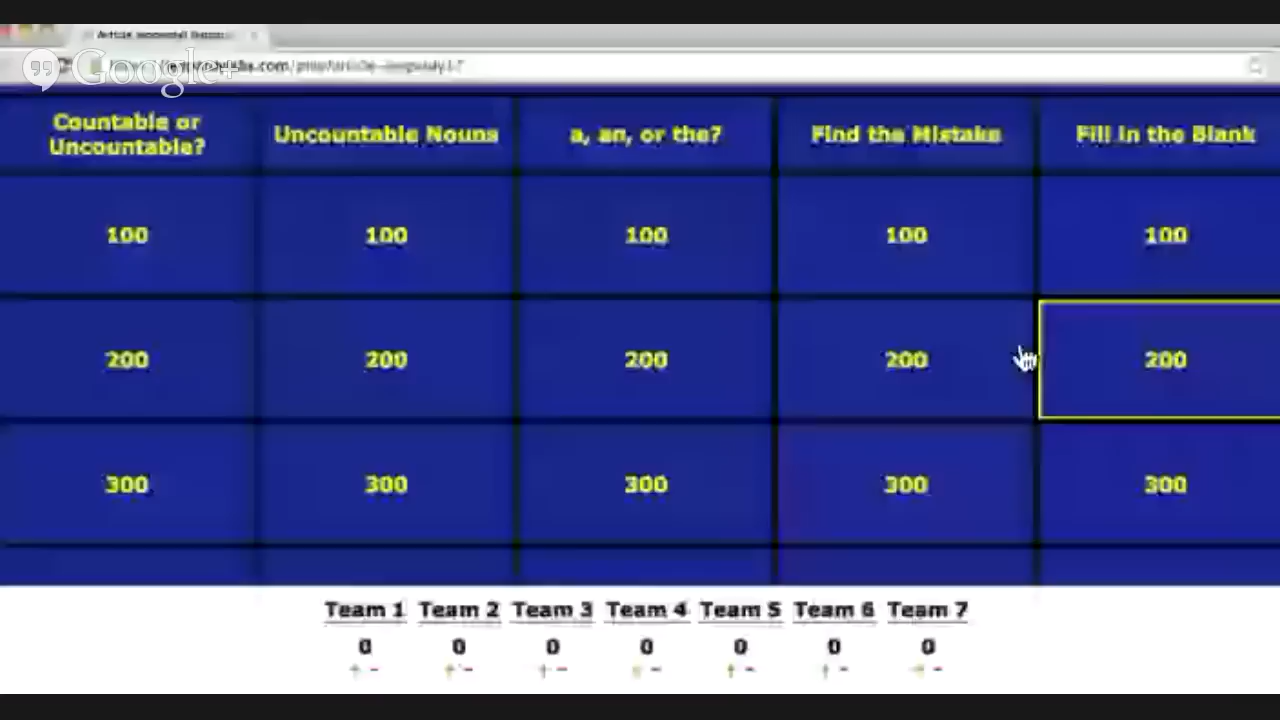 Google+
Countable or
Uncountable?
Uncountable Nouns
a, an, or the?
Find the Mistake
Fill in the Blank
100
100
100
100
100
200
200
200
200
200
300
300
300
300
300
Team 1
Team 2
Team 3
Team 4
Team 5
Team 6
Team 7
0
0
0
0
0
0
0